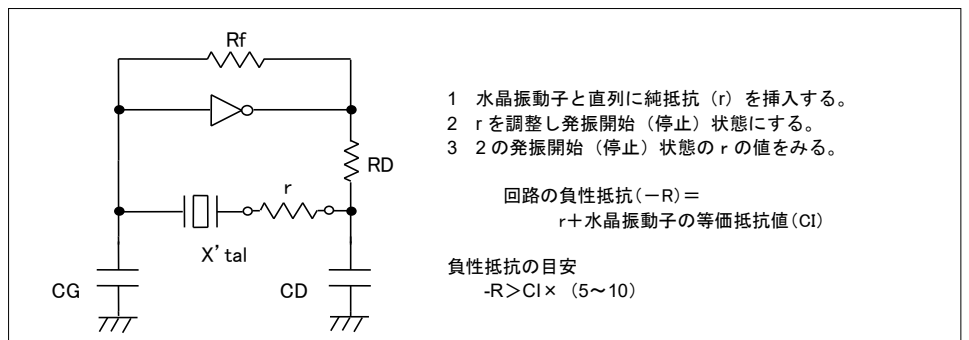 Rf
RD
r
X'tal
CG
CD
1 水晶振動子と直列に純抵抗（r）を挿入する。
2 rを調整し発振開始（停止）状態にする。
3 2の発振開始（停止）状態のrの値をみる。
回路の負性抵抗（－R）＝
r＋水晶振動子の等価抵抗値（CI）
負性抵抗の目安
-R＞CI×（5～10）